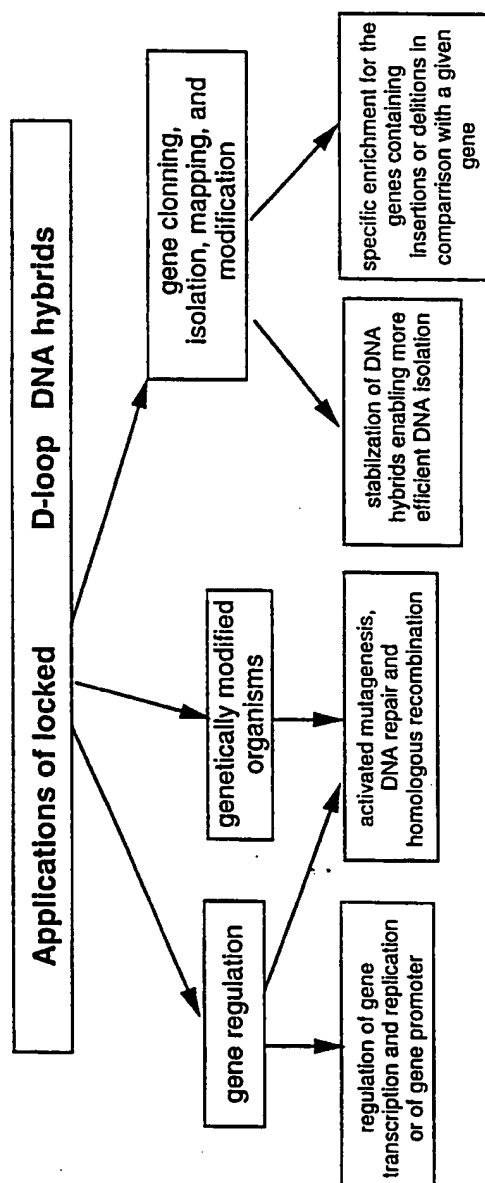 Applications of locked D-loop DNA hybrids
gene regulation
genetically modified
organisms
gene clonning,
isolation, mapping, and
modification
regulation of gene
transcription and replication
or of gene promoter
activated mutagenesis,
DNA repair and
homologous recombination
stabilzation of DNA
hybrids enabling more
efficient DNA isolation
specific enrichment for the
genes containing
insertions or delitions in
comparrison with a given
gene